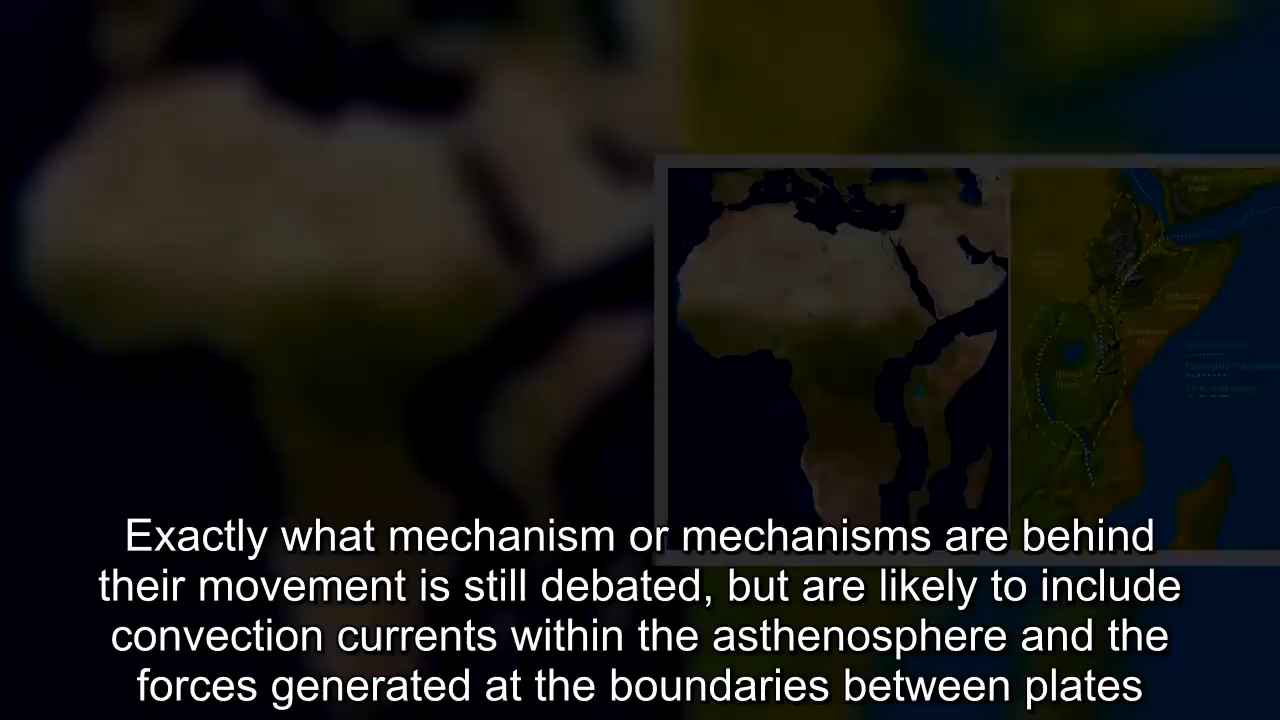 Exactly what mechanism or mechanisms are behind
their movement is still debated, but are likely to include
convection currents within the asthenosphere and the
forces generated at the boundaries between plates